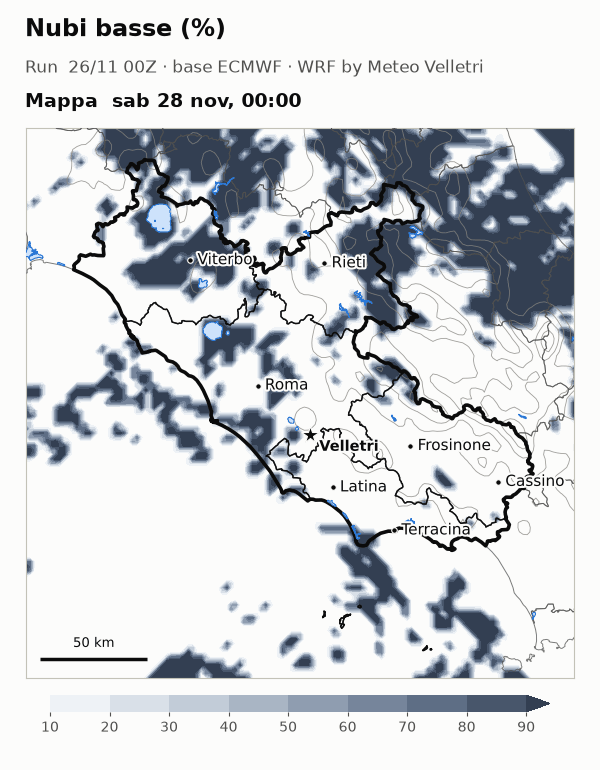 Nubi basse (%)
Run  26/11 00Z · base ECMWF · WRF by Meteo Velletri
Mappa  sab 28 nov, 00:00
Viterbo
Rieti
Roma
Velletri
Frosinone
Cassino
Latina
Terracina
50 km
10 20 30 40 50 60 70 80 90